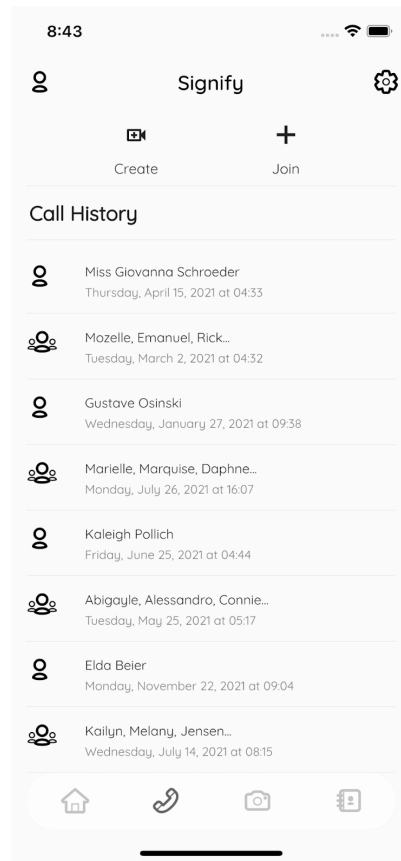 8:43
Signify
Create
Join
Call History
Miss Giovanna Schroeder
Thursday, April 15, 2021 at 04:33
Mozelle, Emanuel, Rick...
Tuesday, March 2, 2021 at 04:32
Gustave Osinski
Wednesday, January 27, 2021 at 09:38
Marielle, Marquise, Daphne...
Monday, July 26, 2021 at 16:07
Kaleigh Pollich
Friday, June 25, 2021 at 04:44
Abigayle, Alessandro, Connie...
Tuesday, May 25, 2021 at 05:17
Elda Beier
Monday, November 22, 2021 at 09:04
Kailyn, Melany, Jensen...
Wednesday, July 14, 2021 at 08:15